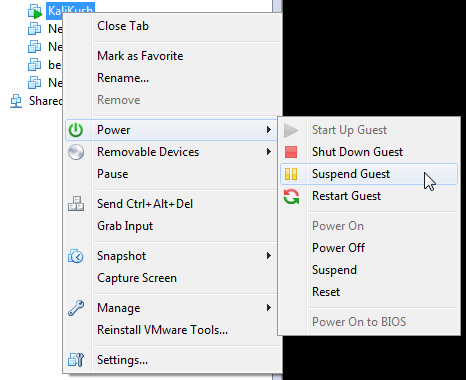 KaliKush
Ne
Ne
be
Ne
Shared
Close Tab
Mark as Favorite
Rename...
Remove
Power
Removable Devices
Pause
Send Ctrl+Alt+Del
Grab Input
Snapshot
Capture Screen
Manage
Reinstall VMware Tools...
Settings...
Start Up Guest
Shut Down Guest
Suspend Guest
Restart Guest
Power On
Power Off
Suspend
Reset
Power On to BIOS